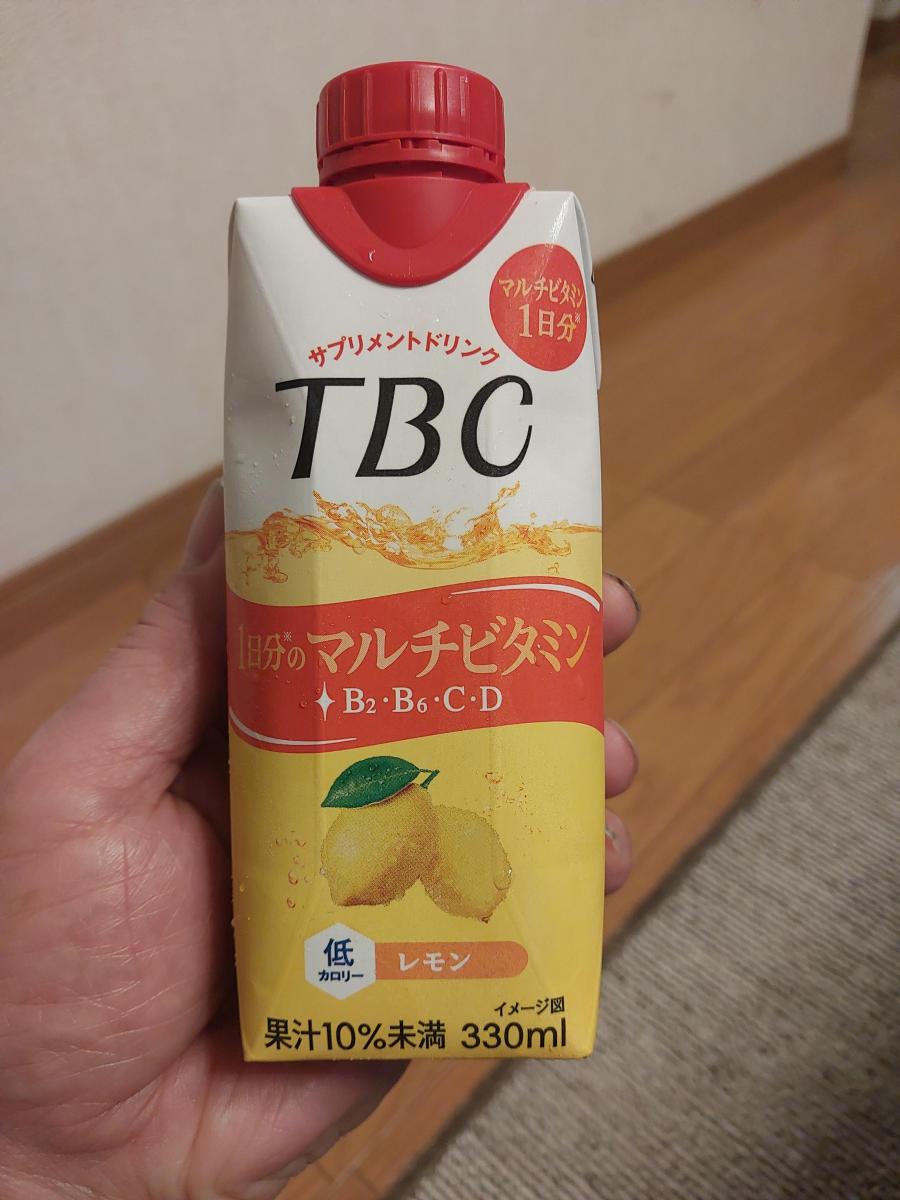 マルチビタミン
1日分※
サプリメントドリンク
TBC
1日分※のマルチビタミン
B2・B6・C・D
低
カロリー
レモン
イメージ図
果汁10%未満 330ml